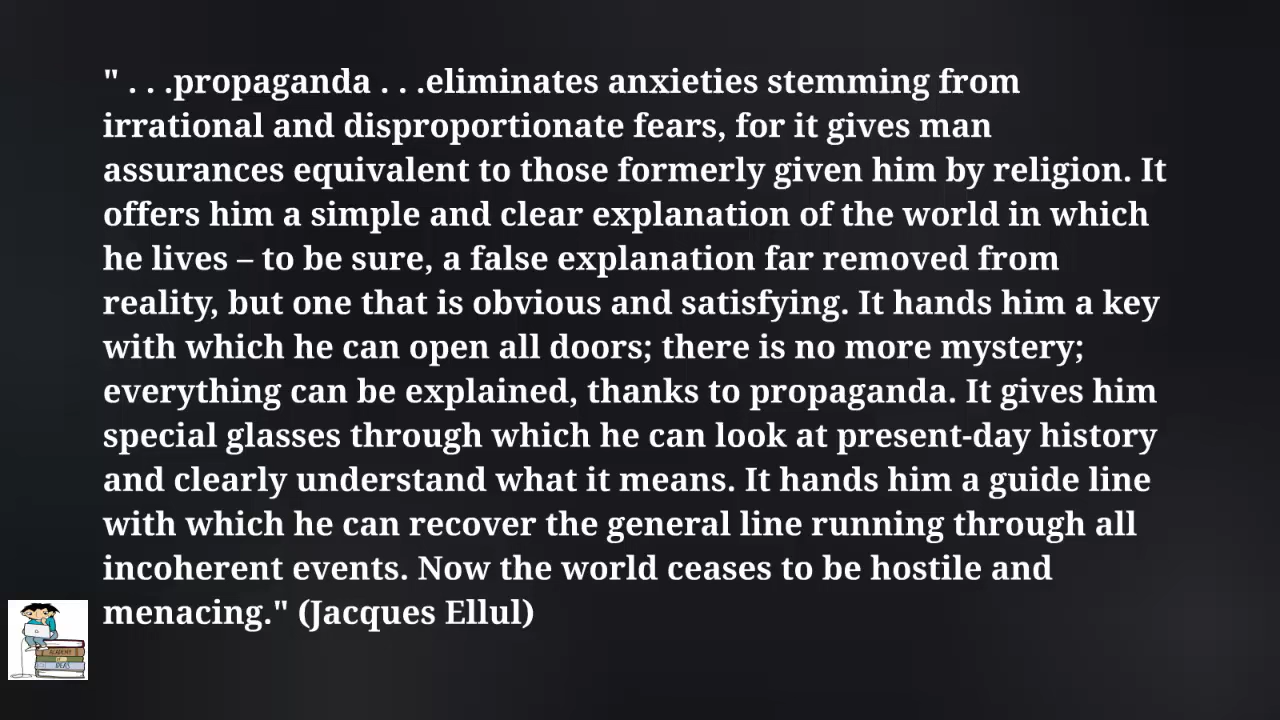 " . . .propaganda . . .eliminates anxieties stemming from
irrational and disproportionate fears, for it gives man
assurances equivalent to those formerly given him by religion. It
offers him a simple and clear explanation of the world in which
he lives – to be sure, a false explanation far removed from
reality, but one that is obvious and satisfying. It hands him a key
with which he can open all doors; there is no more mystery;
everything can be explained, thanks to propaganda. It gives him
special glasses through which he can look at present-day history
and clearly understand what it means. It hands him a guide line
with which he can recover the general line running through all
incoherent events. Now the world ceases to be hostile and
menacing." (Jacques Ellul)
ACADEMY
OF
IDEAS